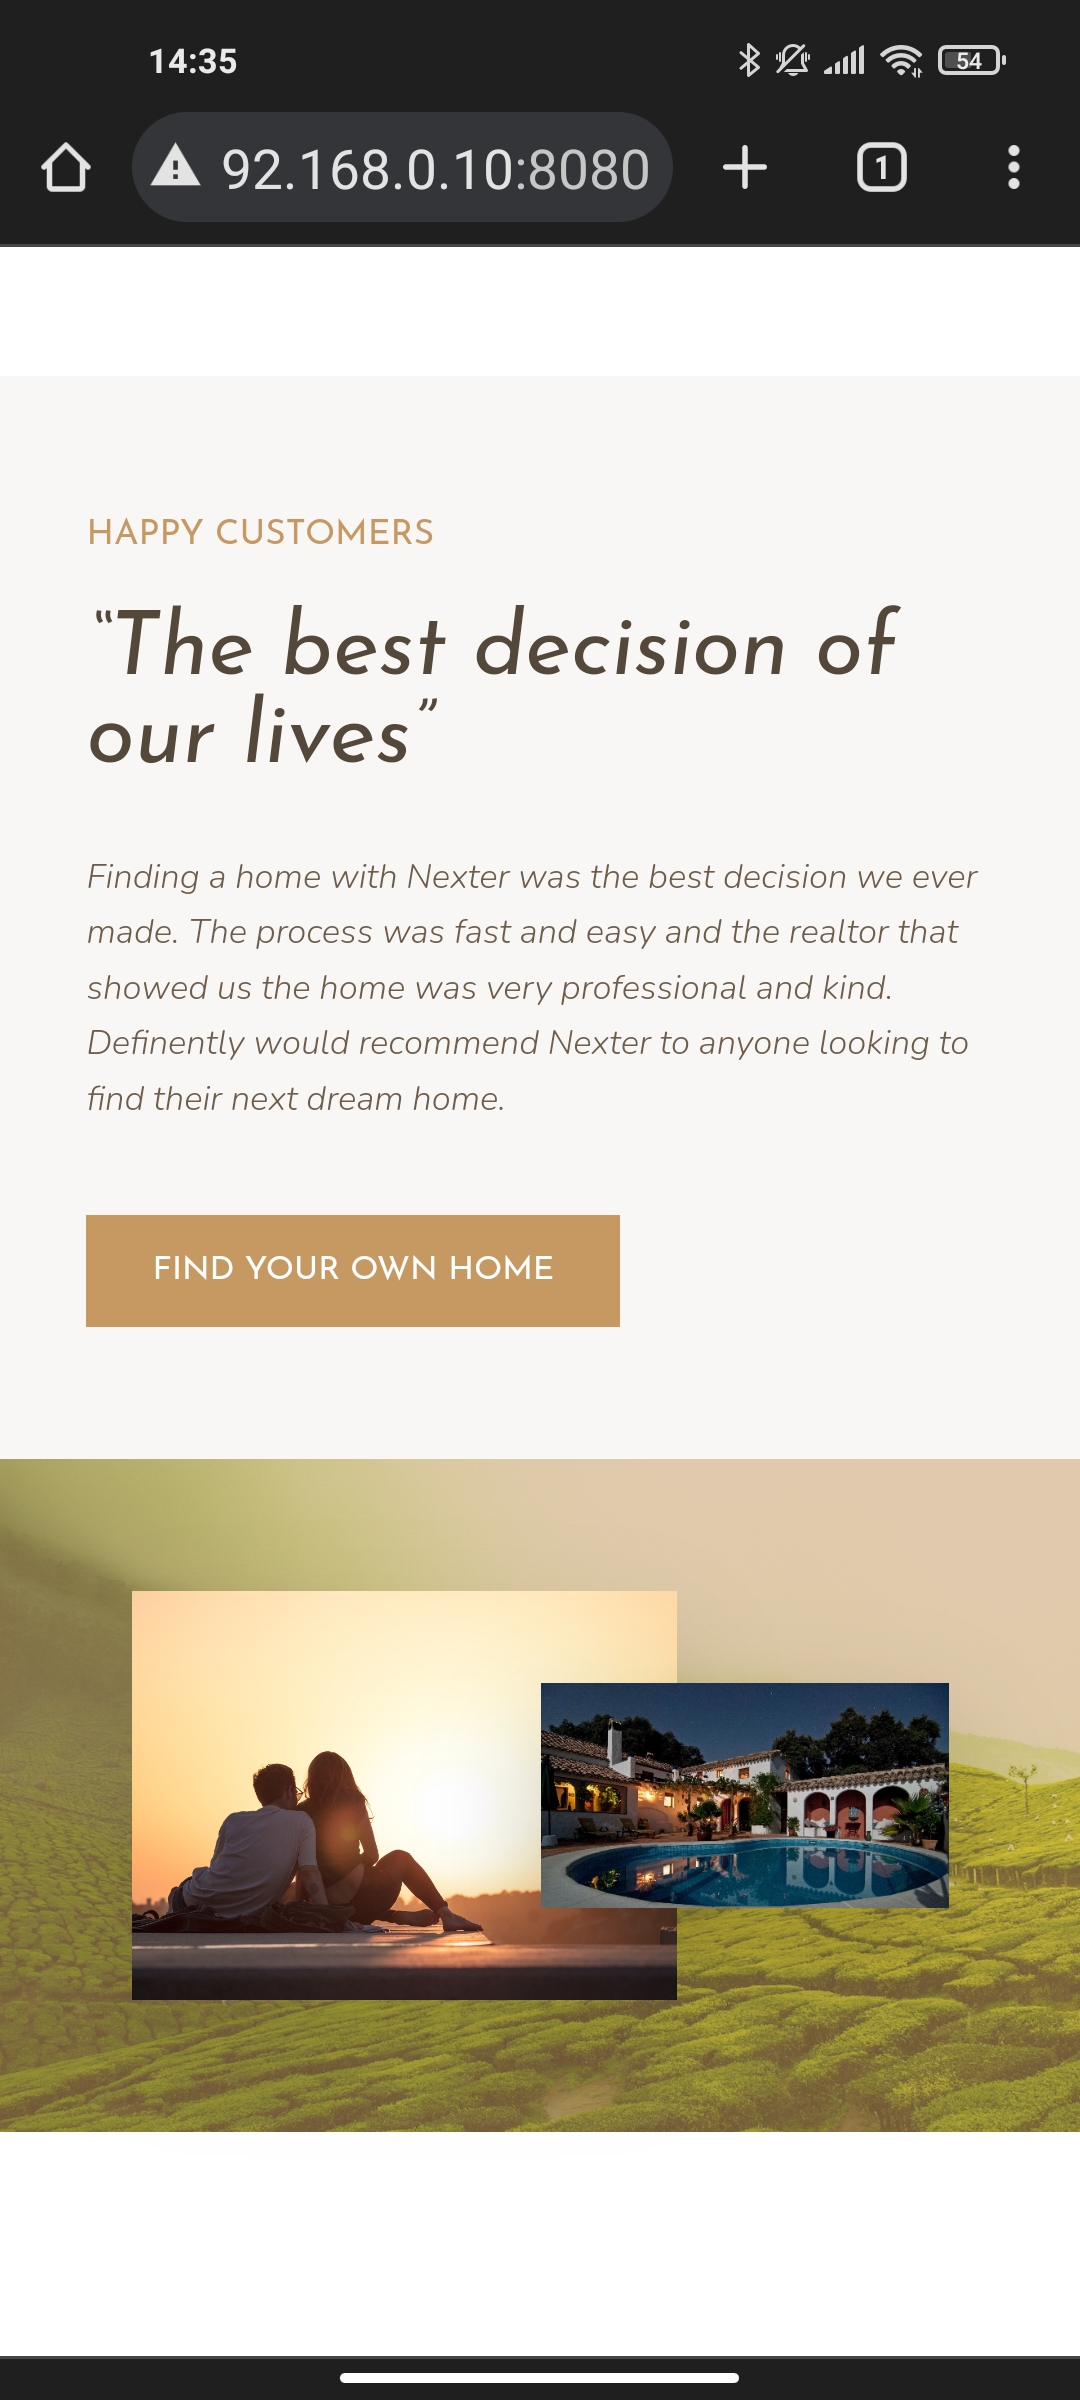 14:35
54
92.168.0.10:8080
1
HAPPY CUSTOMERS
“The best decision of
our lives”
Finding a home with Nexter was the best decision we ever
made. The process was fast and easy and the realtor that
showed us the home was very professional and kind.
Definently would recommend Nexter to anyone looking to
find their next dream home.
FIND YOUR OWN HOME